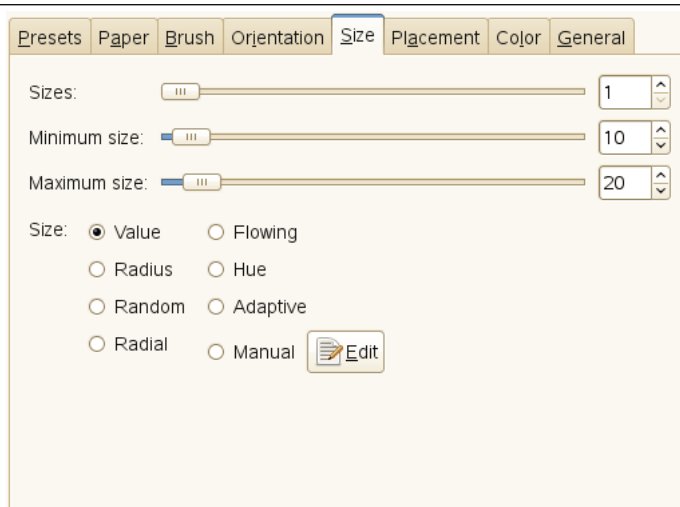 Presets Paper Brush Orientation Size Placement Color General
Sizes: 1
Minimum size: 10
Maximum size: 20
Size: Value Flowing
Radius Hue
Random Adaptive
Radial Manual Edit